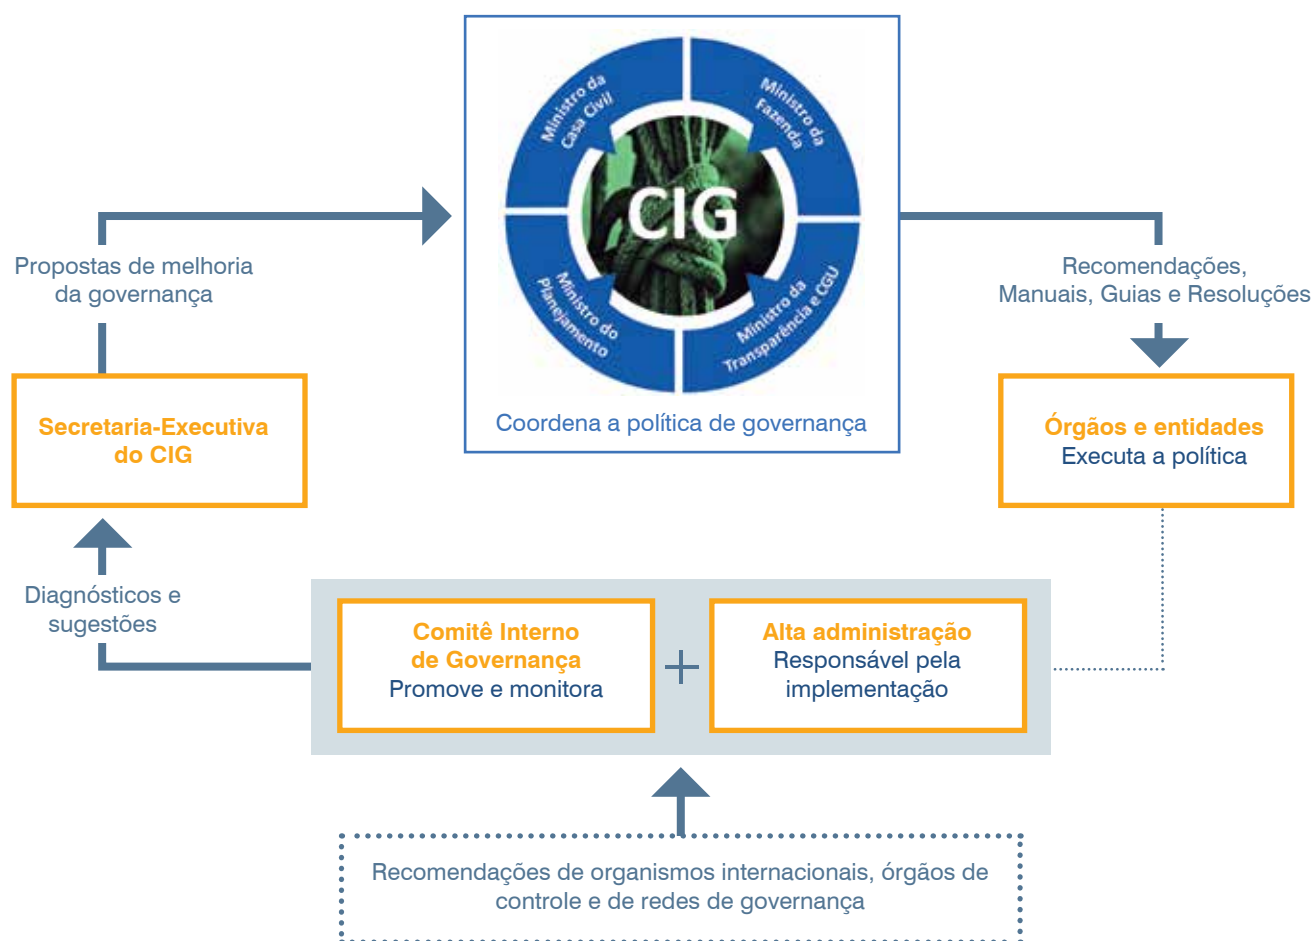 Ministro da
Casa Civil
Ministro da
Fazenda
CIG
Ministro do
Planejamento
Ministro da
Transparência e CGU
Coordena a política de governança
Propostas de melhoria
da governança
Recomendações,
Manuais, Guias e Resoluções
Secretaria-Executiva
do CIG
Órgãos e entidades
Executa a política
Diagnósticos e
sugestões
Comitê Interno
de Governança
Promove e monitora
+
Alta administração
Responsável pela
implementação
Recomendações de organismos internacionais, órgãos de
controle e de redes de governança